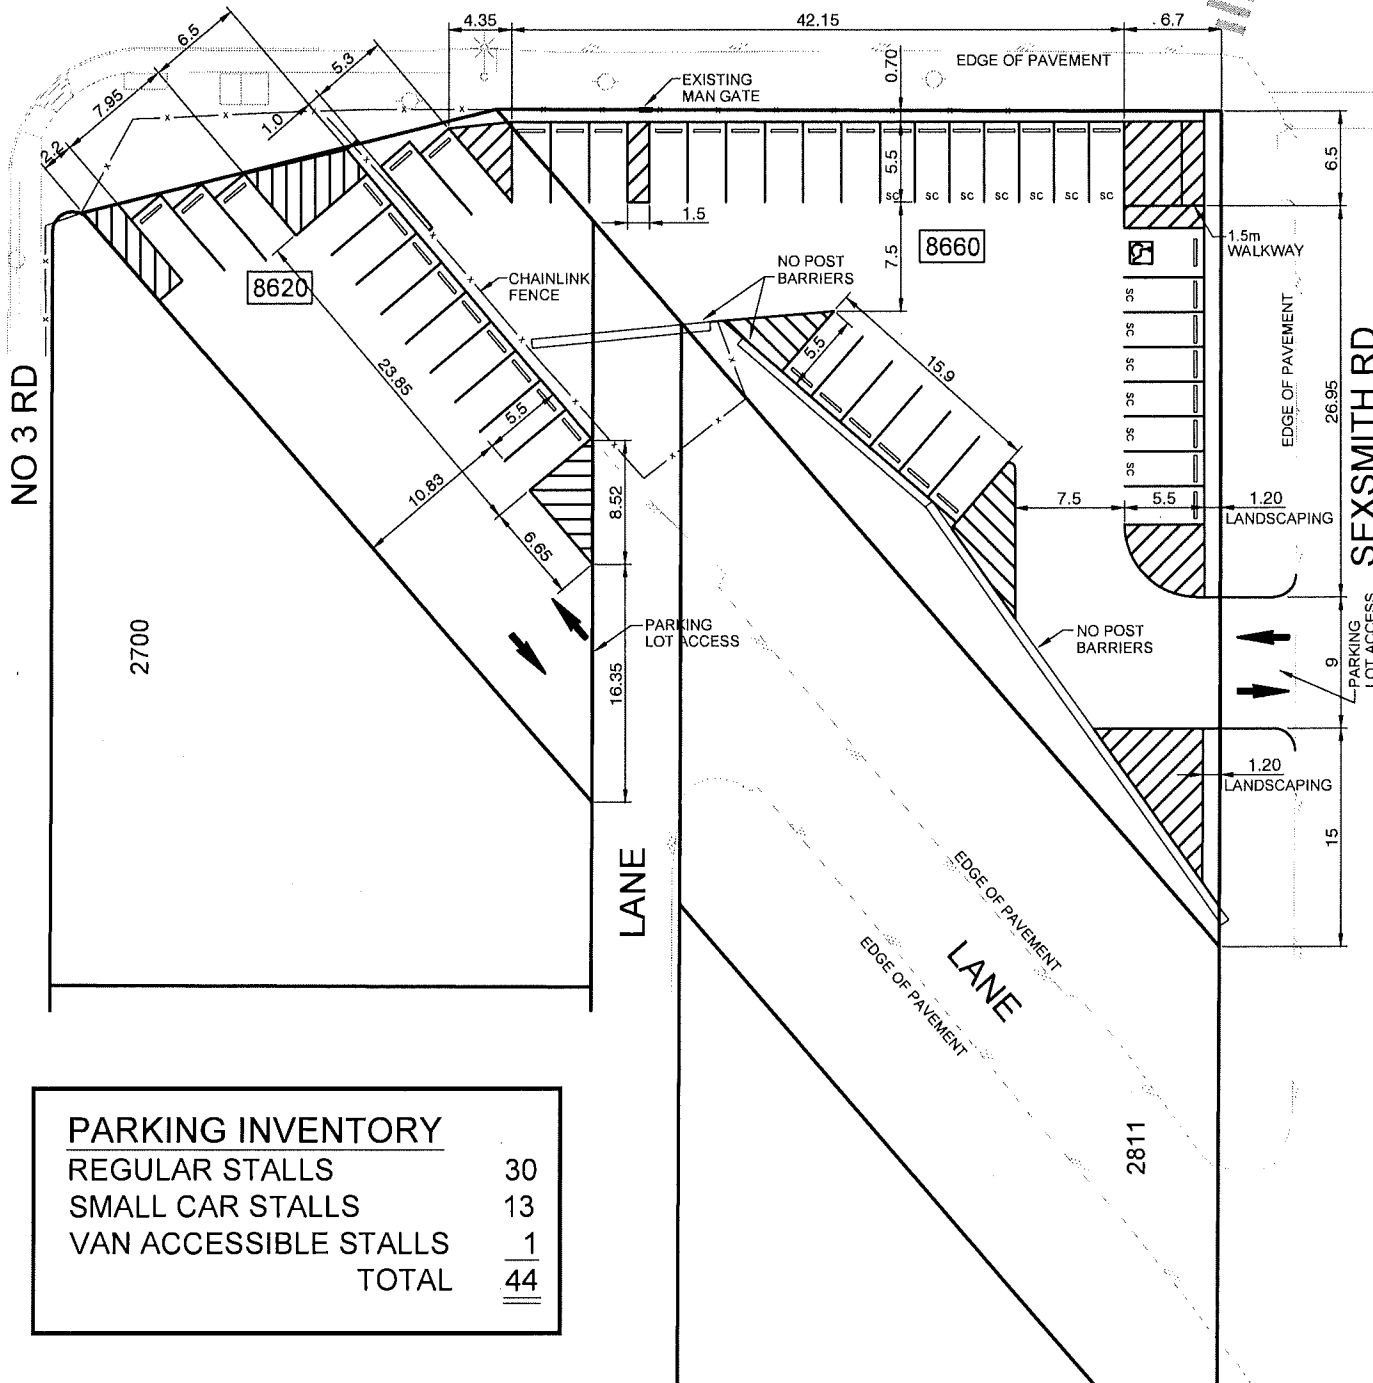 4.35
42.15
6.7
6.5
5.3
7.95
1.0
2.2
0.70
EDGE OF PAVEMENT
EXISTING
MAN GATE
5.5
6.5
SC
SC
SC
SC
SC
SC
SC
1.5
7.5
8660
1.5m
WALKWAY
NO POST
BARRIERS
8620
CHAINLINK
FENCE
SC
SC
SC
SC
SC
SC
EDGE OF PAVEMENT
26.95
SEXSMITH RD
NO 3 RD
5.5
15.9
23.85
5.5
10.83
8.52
6.65
7.5
5.5
1.20
LANDSCAPING
2700
PARKING
LOT ACCESS
16.35
NO POST
BARRIERS
9
PARKING
LOT ACCESS
1.20
LANDSCAPING
15
LANE
EDGE OF PAVEMENT
EDGE OF PAVEMENT
LANE
2811
PARKING INVENTORY
REGULAR STALLS 30
SMALL CAR STALLS 13
VAN ACCESSIBLE STALLS 1
TOTAL 44